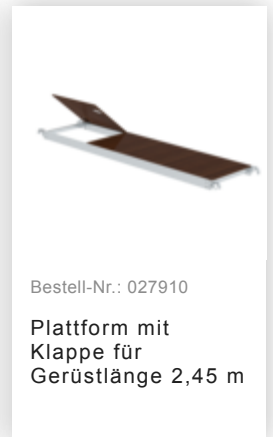 Bestell-Nr.: 027910
Plattform mit
Klappe für
Gerüstlänge 2,45 m